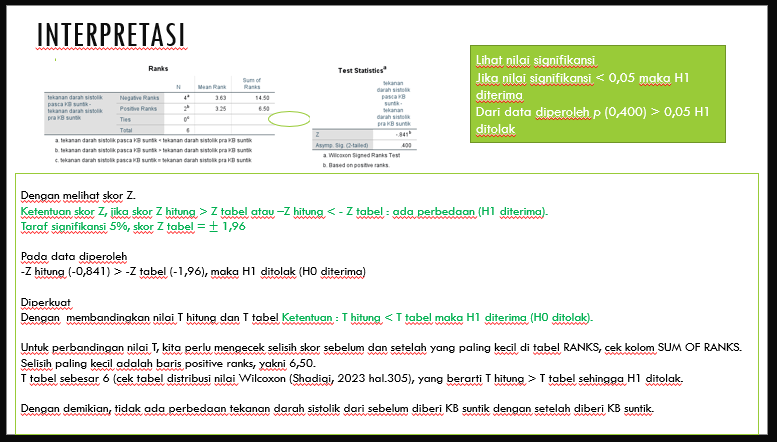 INTERPRETASI
Ranks
N Mean Rank Sum of Ranks
tekanan darah sistolik pasca KB suntik - tekanan darah sistolik pra KB suntik
Negative Ranks 4ᵃ 3.63 14.50
Positive Ranks 2ᵇ 3.25 6.50
Ties 0ᶜ
Total 6
a. tekanan darah sistolik pasca KB suntik < tekanan darah sistolik pra KB suntik
b. tekanan darah sistolik pasca KB suntik > tekanan darah sistolik pra KB suntik
c. tekanan darah sistolik pasca KB suntik = tekanan darah sistolik pra KB suntik
Test Statisticsᵃ
tekanan
darah sistolik
pasca KB
suntik -
tekanan
darah sistolik
pra KB suntik
Z -.841ᵇ
Asymp. Sig. (2-tailed) .400
a. Wilcoxon Signed Ranks Test
b. Based on positive ranks.
Lihat nilai signifikansi
Jika nilai signifikansi < 0,05 maka H1
diterima
Dari data diperoleh p (0,400) > 0,05 H1
ditolak
Dengan melihat skor Z.
Ketentuan skor Z, jika skor Z hitung > Z tabel atau –Z hitung < - Z tabel : ada perbedaan (H1 diterima).
Taraf signifikansi 5%, skor Z tabel = ± 1,96
Pada data diperoleh
-Z hitung (-0,841) > -Z tabel (-1,96), maka H1 ditolak (H0 diterima)
Diperkuat
Dengan membandingkan nilai T hitung dan T tabel Ketentuan : T hitung < T tabel maka H1 diterima (H0 ditolak).
Untuk perbandingan nilai T, kita perlu mengecek selisih skor sebelum dan setelah yang paling kecil di tabel RANKS, cek kolom SUM OF RANKS.
Selisih paling kecil adalah baris positive ranks, yakni 6,50.
T tabel sebesar 6 (cek tabel distribusi nilai Wilcoxon (Shadiqi, 2023 hal.305), yang berarti T hitung > T tabel sehingga H1 ditolak.
Dengan demikian, tidak ada perbedaan tekanan darah sistolik dari sebelum diberi KB suntik dengan setelah diberi KB suntik.